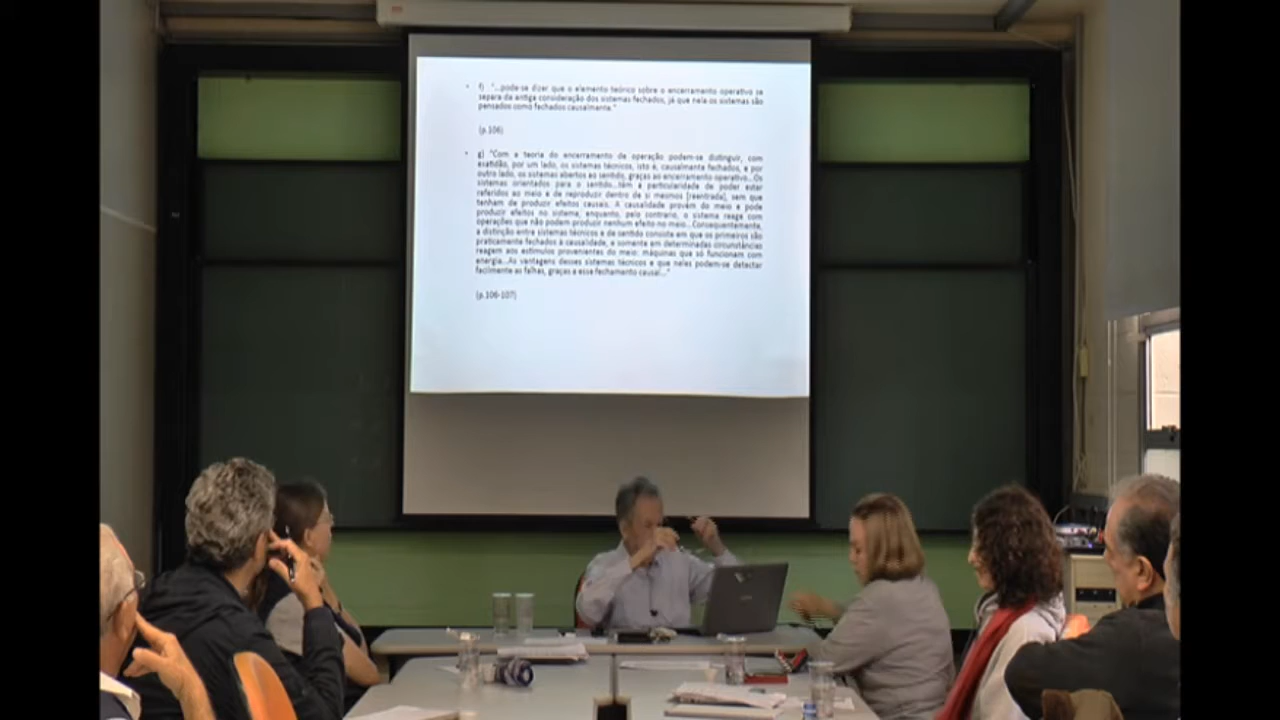 • f) "...pode-se dizer que o elemento teórico sobre o encerramento operativo se
separa da antiga consideração dos sistemas fechados, já que nela os sistemas são
pensados como fechados causalmente."
(p.106)
• g) "Com a teoria do encerramento de operação podem-se distinguir, com
exatidão, por um lado, os sistemas técnicos, isto é, causalmante fechados, e por
outro lado, os sistemas abertos ao sentido, graças ao encerramento operativo...Os
sistemas orientados para o sentido...têm a particularidade de poder estar
referidos ao meio e de reproduzir dentro de si mesmos [reentrada], sem que
tenham de produzir efeitos causais. A causalidade provém do meio e pode
produzir efeitos no sistema, enquanto, pelo contrário, o sistema reage com
operações que não podem produzir nenhum efeito no meio...Consequentemente,
a distinção entre sistemas técnicos e de sentido consiste em que os primeiros são
praticamente fechados à causalidade, e somente em determinadas circunstâncias
reagem aos estímulos provenientes do meio: máquinas que só funcionam com
energia...As vantagens desses sistemas técnicos e que neles podem-se detectar
facilmente as falhas, graças a esse fechamento causal..."
(p.106-107)